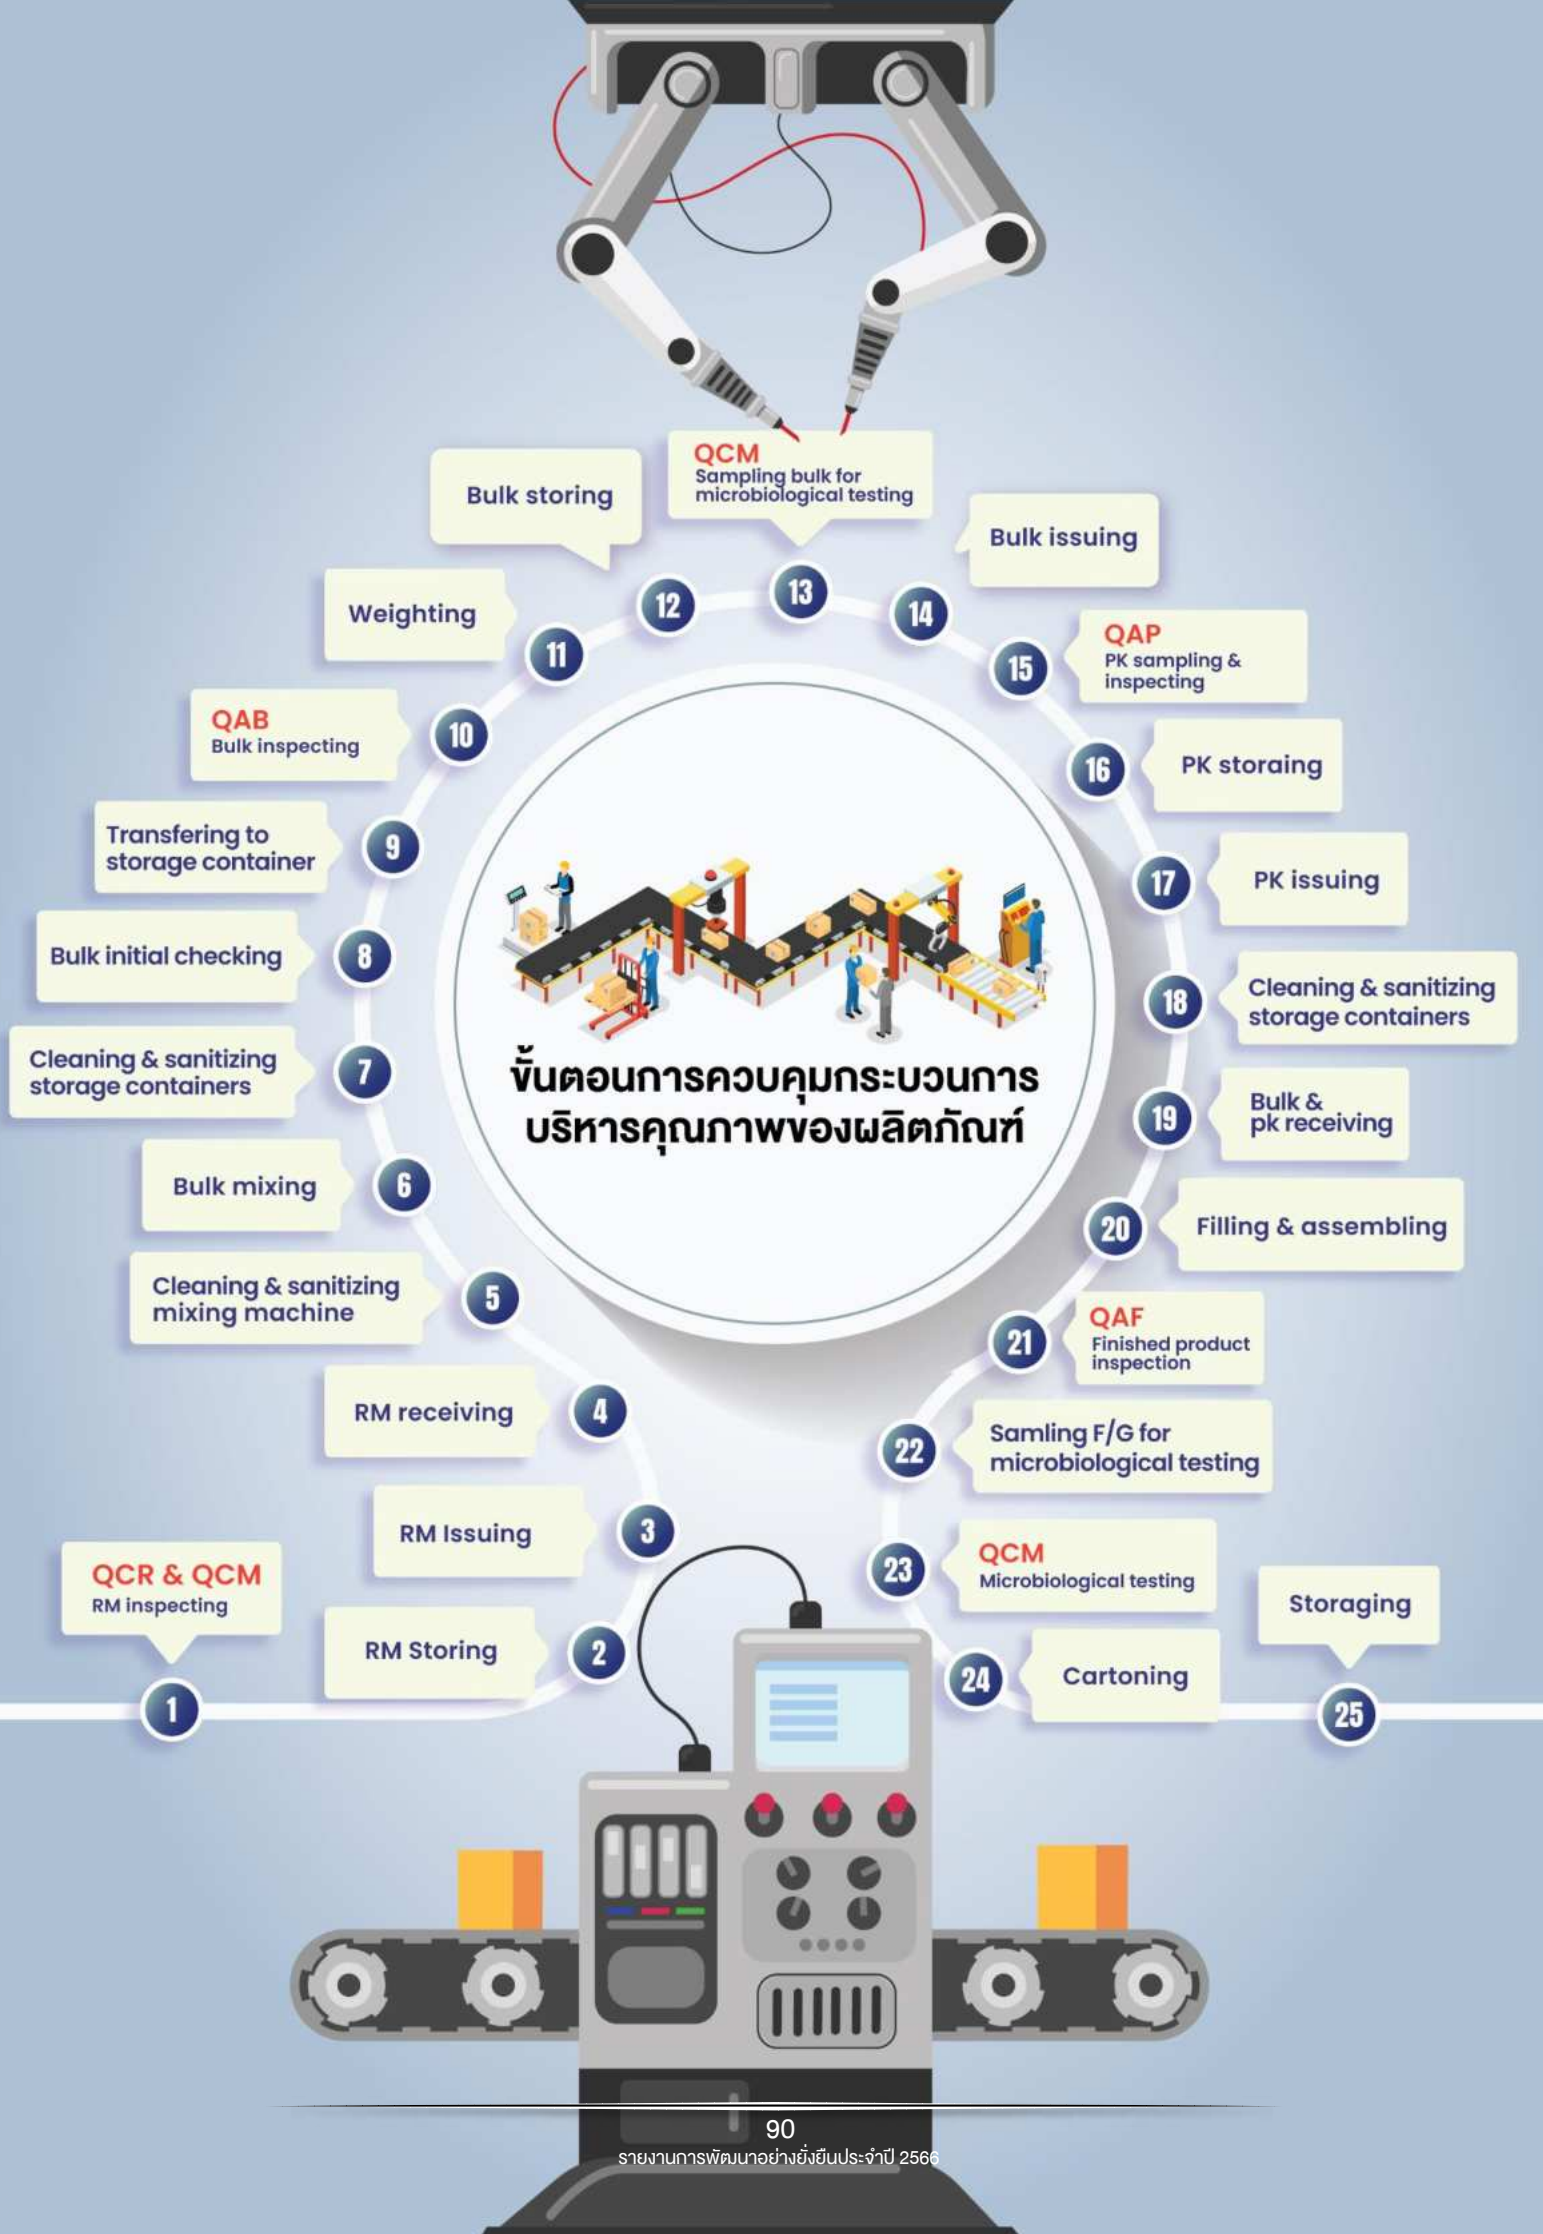 QCR & QCM
RM inspecting
1
RM Storing
2
RM Issuing
3
RM receiving
4
Cleaning & sanitizing
mixing machine
5
Bulk mixing
6
Cleaning & sanitizing
storage containers
7
Bulk initial checking
8
Transfering to
storage container
9
QAB
Bulk inspecting
10
Weighting
11
Bulk storing
12
QCM
Sampling bulk for
microbiological testing
13
Bulk issuing
14
QAP
PK sampling &
inspecting
15
PK storaing
16
PK issuing
17
Cleaning & sanitizing
storage containers
18
Bulk &
pk receiving
19
Filling & assembling
20
QAF
Finished product
inspection
21
Samling F/G for
microbiological testing
22
QCM
Microbiological testing
23
Cartoning
24
Storaging
25
ขั้นตอนการควบคุมกระบวนการ
บริหารคุณภาพของผลิตภัณฑ์
90
รายงานการพัฒนาอย่างยั่งยืนประจำปี 2566